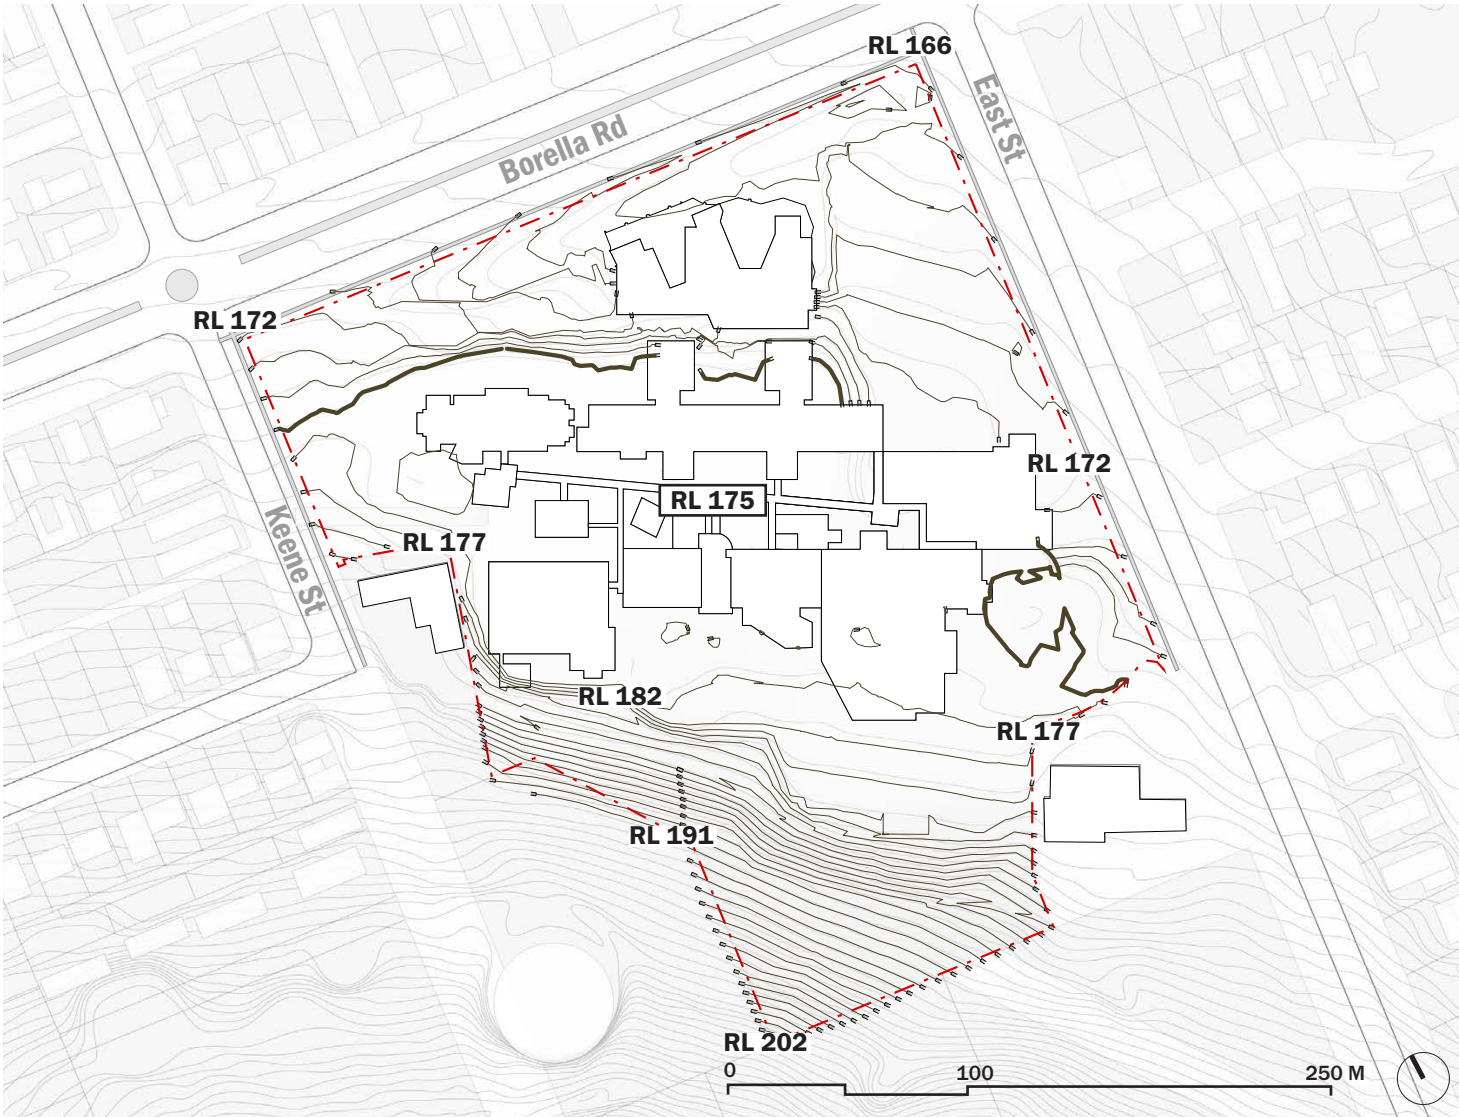 RL 166
East St
Borella Rd
RL 172
RL 172
RL 175
Keene St
RL 177
RL 182
RL 177
RL 191
RL 202
0 100 250 M